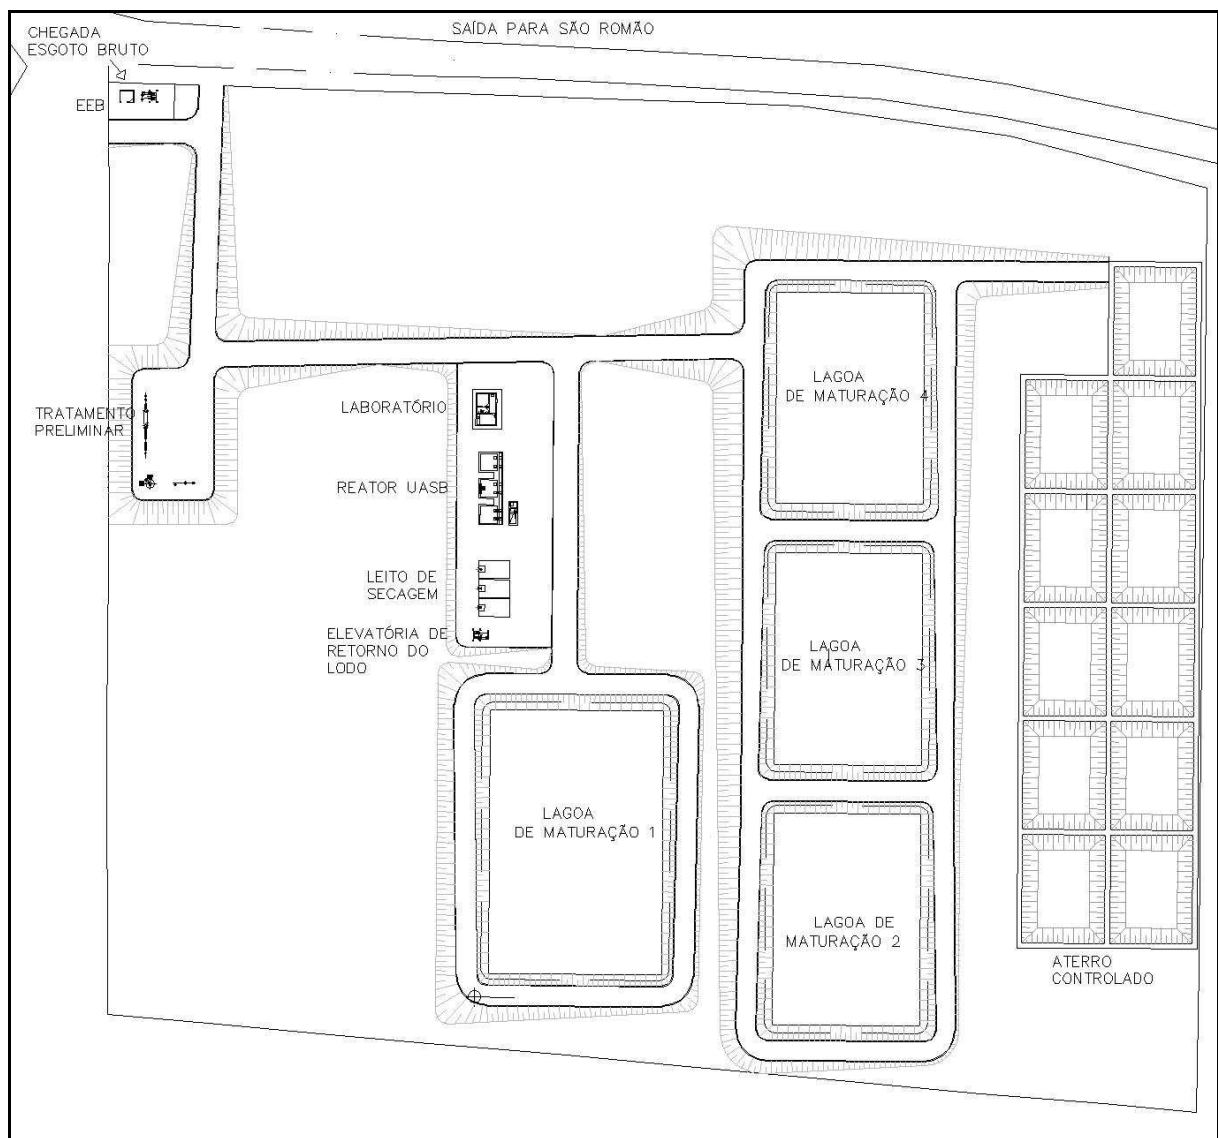 SAÍDA PARA SÃO ROMÃO
CHEGADA
ESGOTO BRUTO
EEB
LAGOA
DE MATURAÇÃO 4
LABORATÓRIO
TRATAMENTO
PRELIMINAR
REATOR UASB
LEITO DE
SECAGEM
ELEVATÓRIA DE
RETORNO DO
LODO
LAGOA
DE MATURAÇÃO 3
LAGOA
DE MATURAÇÃO 1
LAGOA DE
MATURAÇÃO 2
ATERRO
CONTROLADO